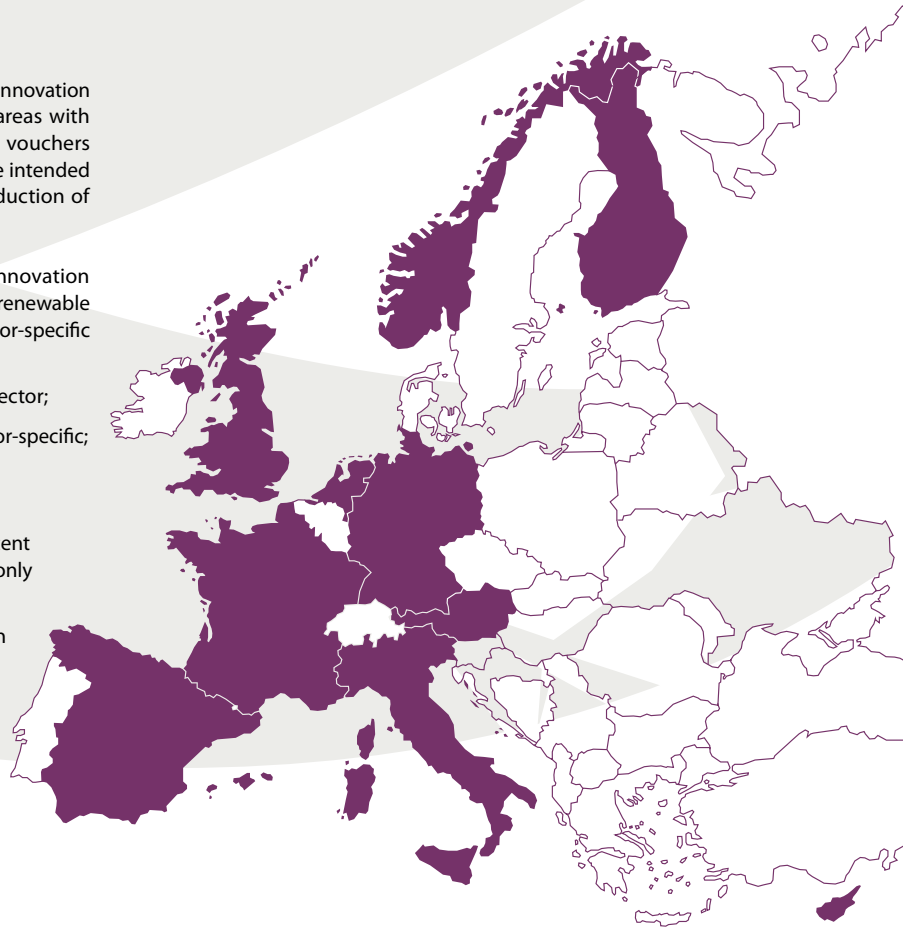 nnovation
areas with
vouchers
e intended
duction of
nnovation
renewable
or-specific
ector;
or-specific;
ent
only
n